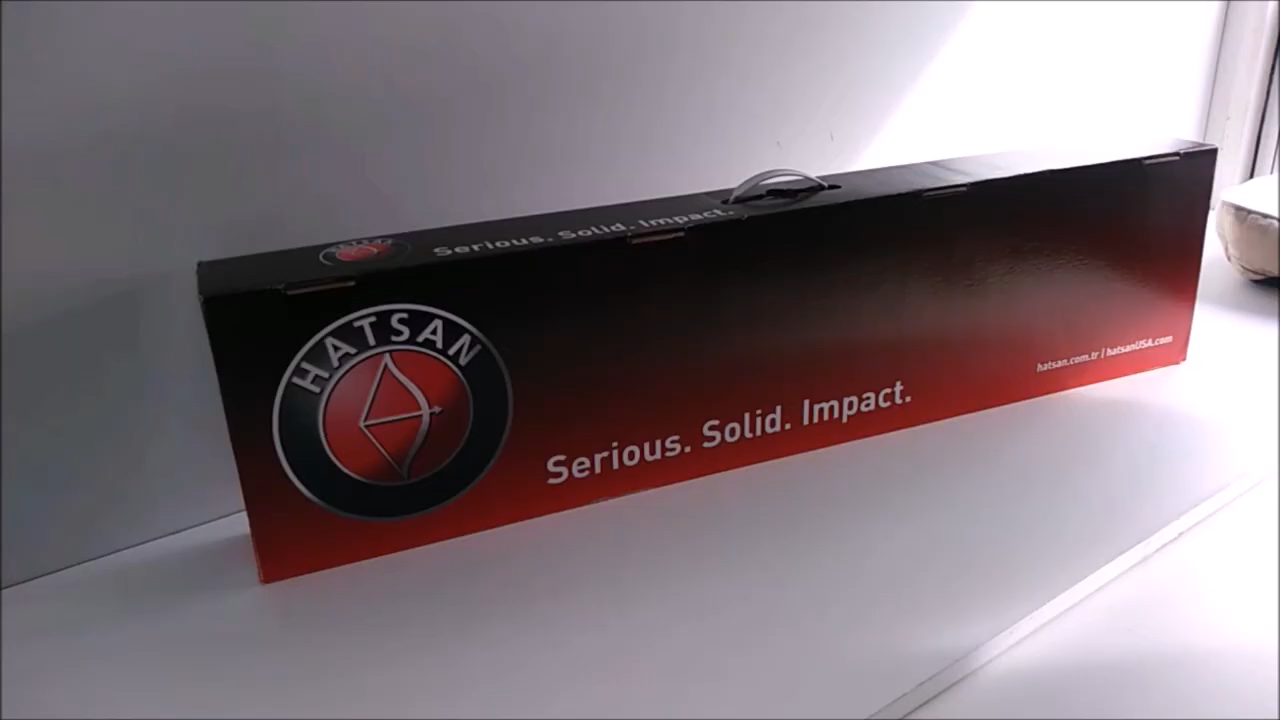 Serious. Solid. Impact.
HATSAN
Serious. Solid. Impact.
hatsan.com.tr | hatsanUSA.com